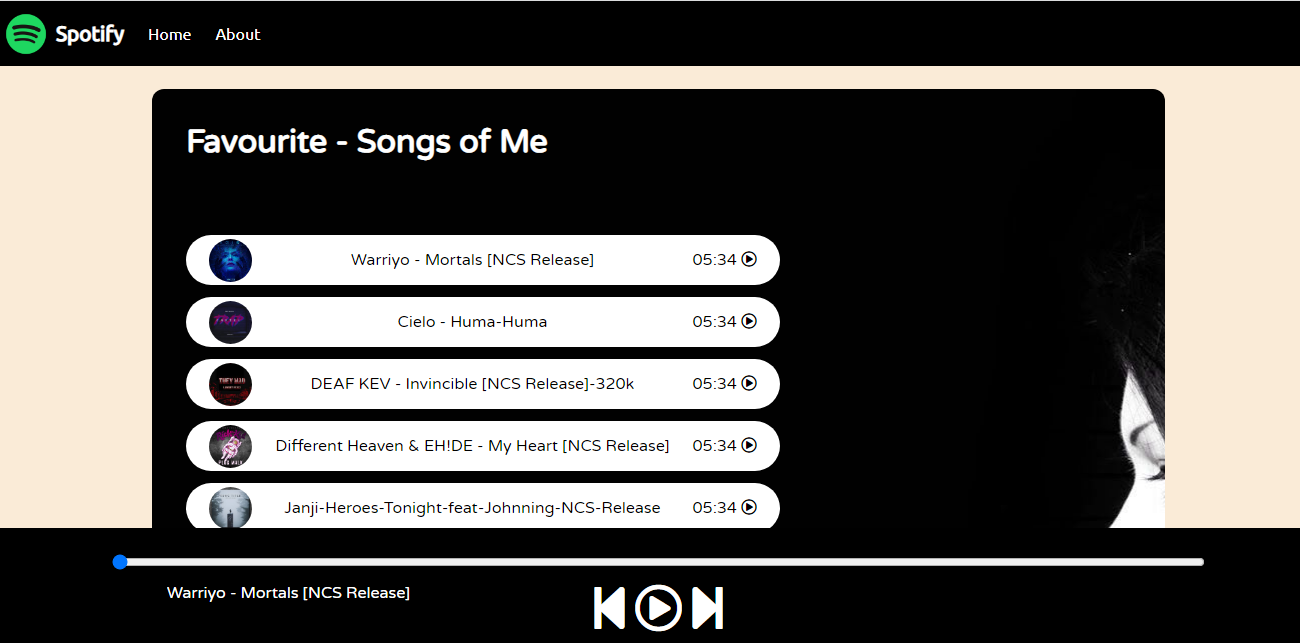 Spotify Home About
Favourite - Songs of Me
Warriyo - Mortals [NCS Release] 05:34
Cielo - Huma-Huma 05:34
DEAF KEV - Invincible [NCS Release]-320k 05:34
Different Heaven & EH!DE - My Heart [NCS Release] 05:34
Janji-Heroes-Tonight-feat-Johnning-NCS-Release 05:34
Warriyo - Mortals [NCS Release]